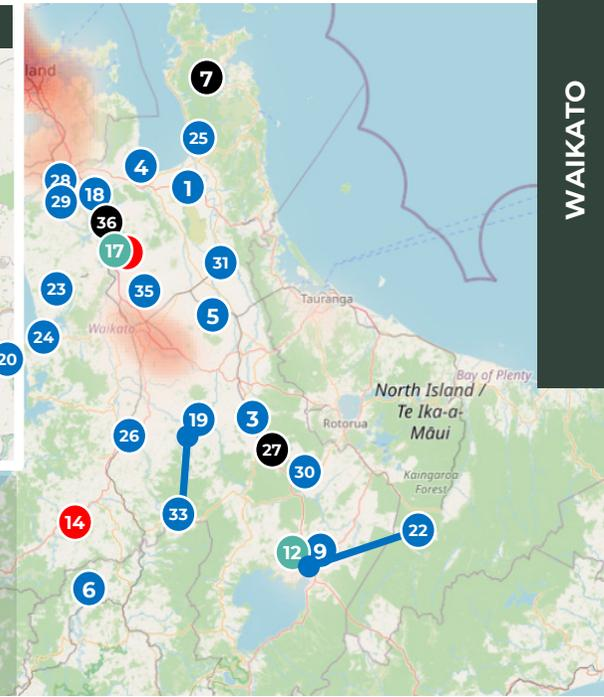 land
7
WAIKATO
25
4
28
18
1
29
36
17
31
23
35
Tauranga
5
Waikato
24
20
Bay of Plenty
North Island /
Te Ika-a-
Māui
19
3
Rotorua
26
27
30
Kaingaroa
Forest
33
14
22
12
9
6